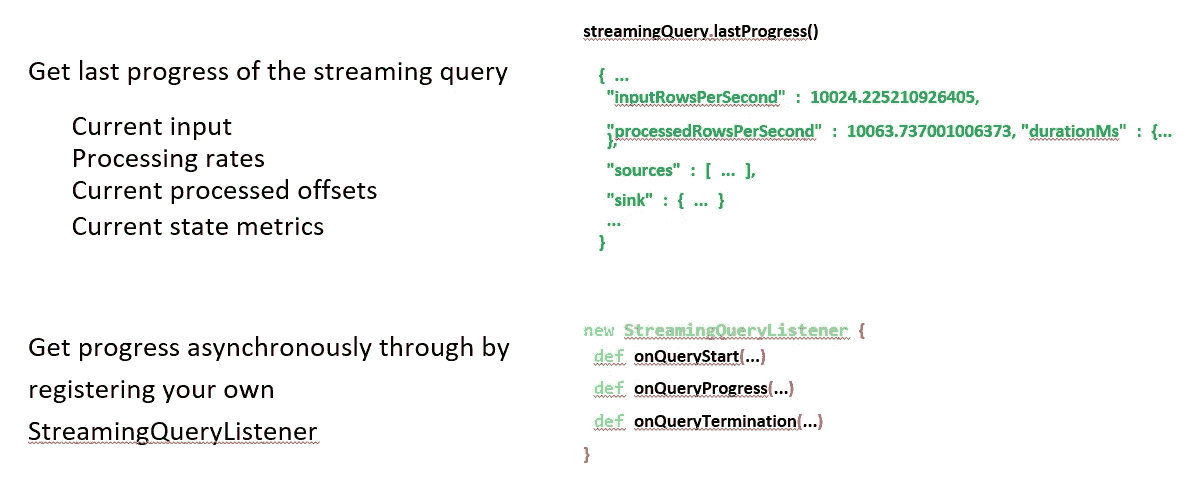 Get last progress of the streaming query
Current input
Processing rates
Current processed offsets
Current state metrics
streamingQuery.lastProgress()
{ ...
"inputRowsPerSecond" : 10024.225210926405,
"processedRowsPerSecond" : 10063.737001006373, "durationMs" : {...
},
"sources" : [ ... ],
"sink" : { ... }
...
}
Get progress asynchronously through by
registering your own
StreamingQueryListener
new StreamingQueryListener {
def onQueryStart(...)
def onQueryProgress(...)
def onQueryTermination(...)
}